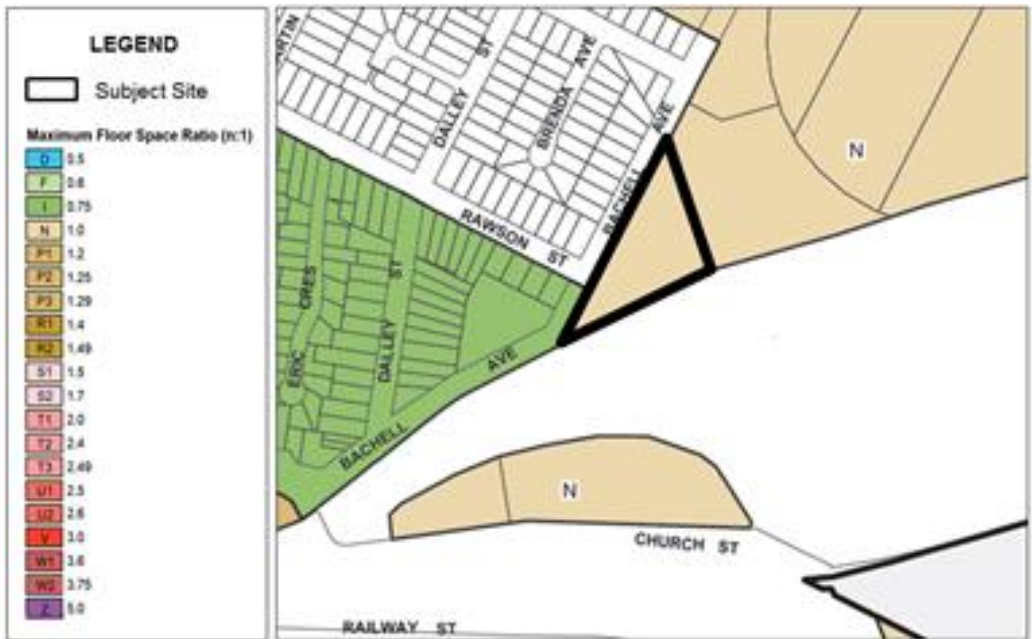 LEGEND
Subject Site
Maximum Floor Space Ratio (n:1)
D 0.5
F 0.6
I 0.75
N 1.0
P1 1.2
P2 1.25
P3 1.29
R1 1.4
R2 1.49
S1 1.5
S2 1.7
T1 2.0
T2 2.4
T3 2.49
U1 2.5
U2 2.6
V 3.0
W1 3.6
W2 3.75
Z 5.0
ARTIN
DALLEY ST
BRENDA AVE
BACHELL AVE
N
RAWSON ST
ERIC CRES
DALLEY ST
BACHELL AVE
N
CHURCH ST
RAILWAY ST